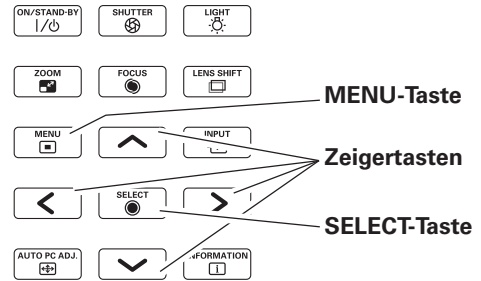 ON/STAND-BY SHUTTER LIGHT
ZOOM FOCUS LENS SHIFT
MENU-Taste
MENU INPUT
Zeigertasten
SELECT
SELECT-Taste
AUTO PC ADJ. NFORMATION
i